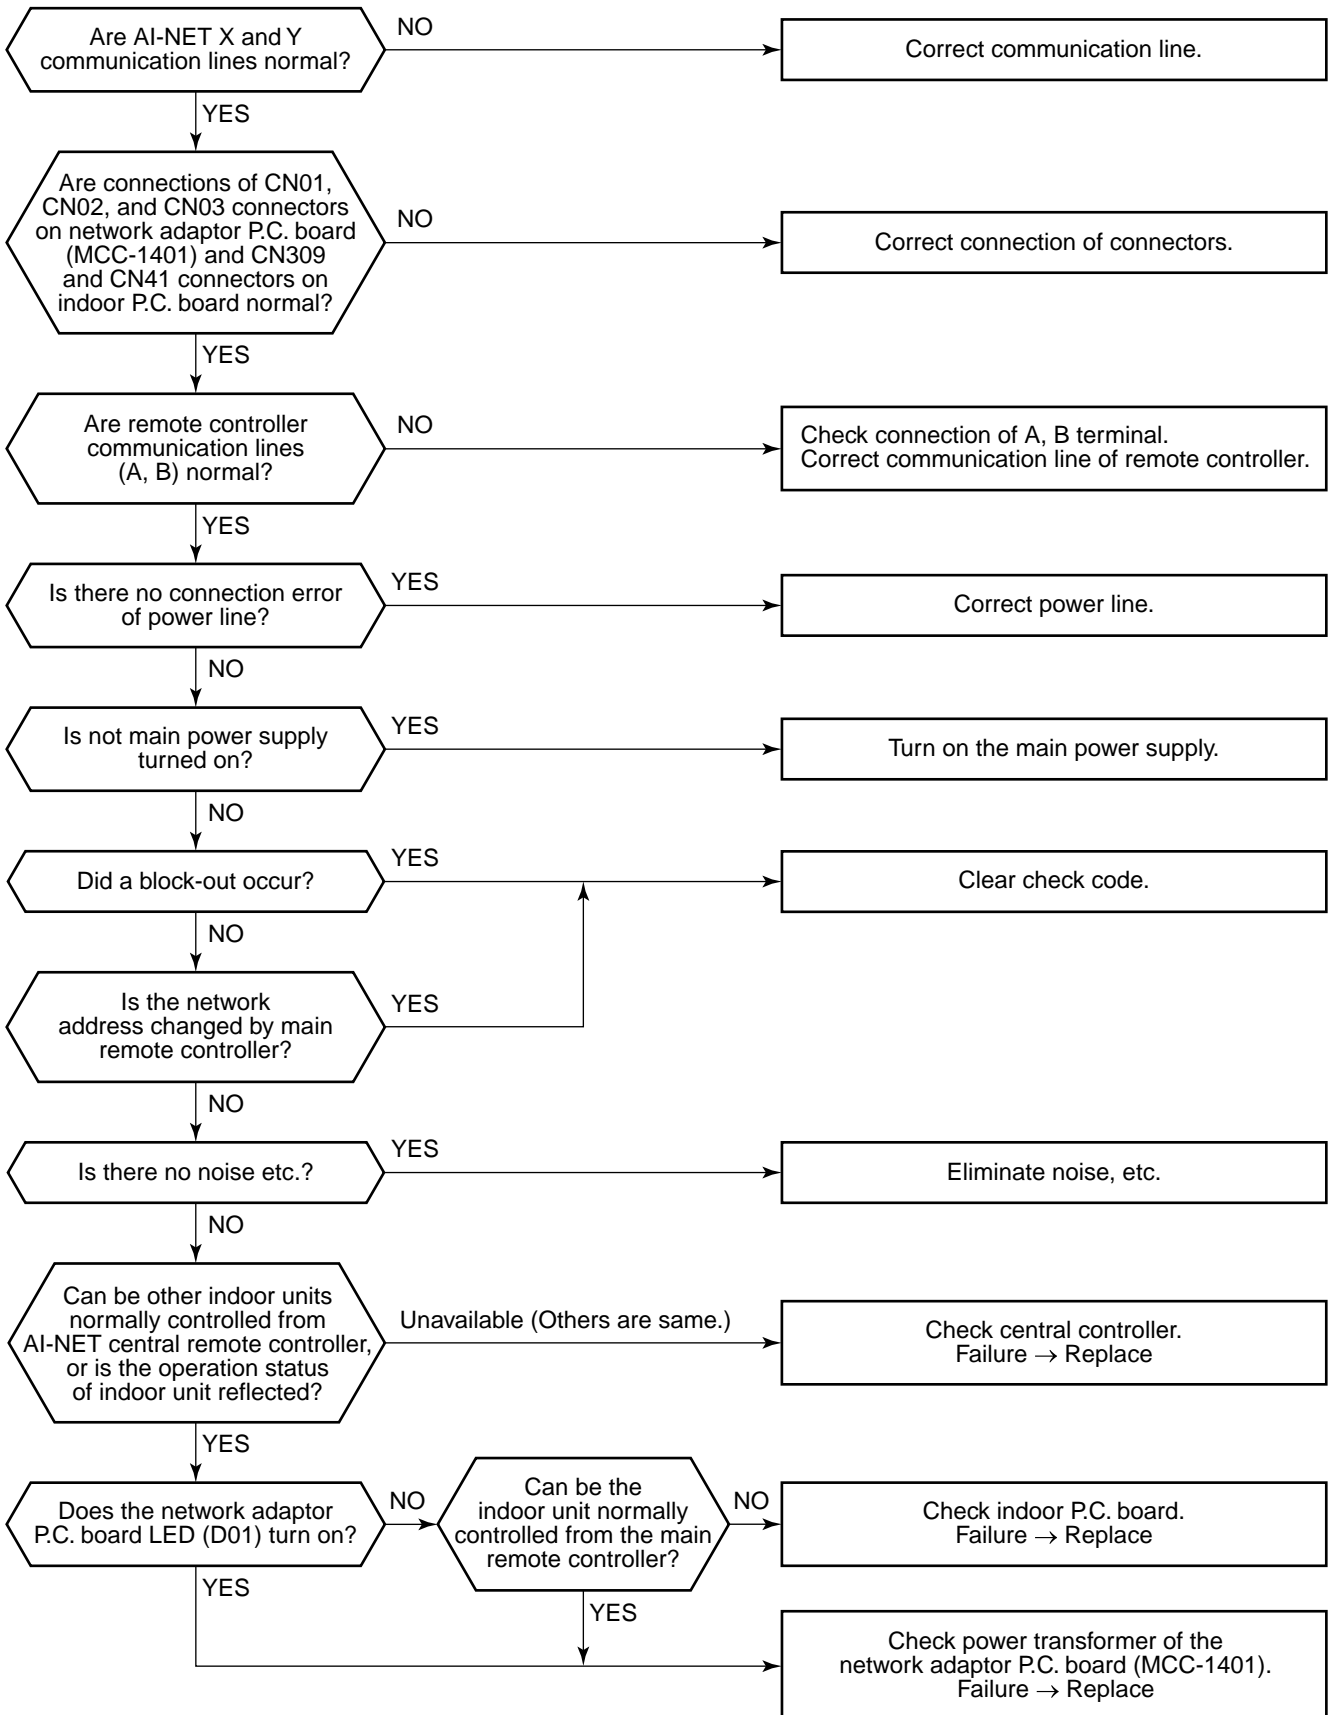 Are AI-NET X and Y
communication lines normal?
NO
Correct communication line.
YES
Are connections of CN01,
CN02, and CN03 connectors
on network adaptor P.C. board
(MCC-1401) and CN309
and CN41 connectors on
indoor P.C. board normal?
NO
Correct connection of connectors.
YES
Are remote controller
communication lines
(A, B) normal?
NO
Check connection of A, B terminal.
Correct communication line of remote controller.
YES
Is there no connection error
of power line?
YES
Correct power line.
NO
Is not main power supply
turned on?
YES
Turn on the main power supply.
NO
Did a block-out occur?
YES
Clear check code.
NO
Is the network
address changed by main
remote controller?
YES
NO
Is there no noise etc.?
YES
Eliminate noise, etc.
NO
Can be other indoor units
normally controlled from
AI-NET central remote controller,
or is the operation status
of indoor unit reflected?
Unavailable (Others are same.)
Check central controller.
Failure → Replace
YES
Does the network adaptor
P.C. board LED (D01) turn on?
NO
Can be the
indoor unit normally
controlled from the main
remote controller?
NO
Check indoor P.C. board.
Failure → Replace
YES
YES
Check power transformer of the
network adaptor P.C. board (MCC-1401).
Failure → Replace